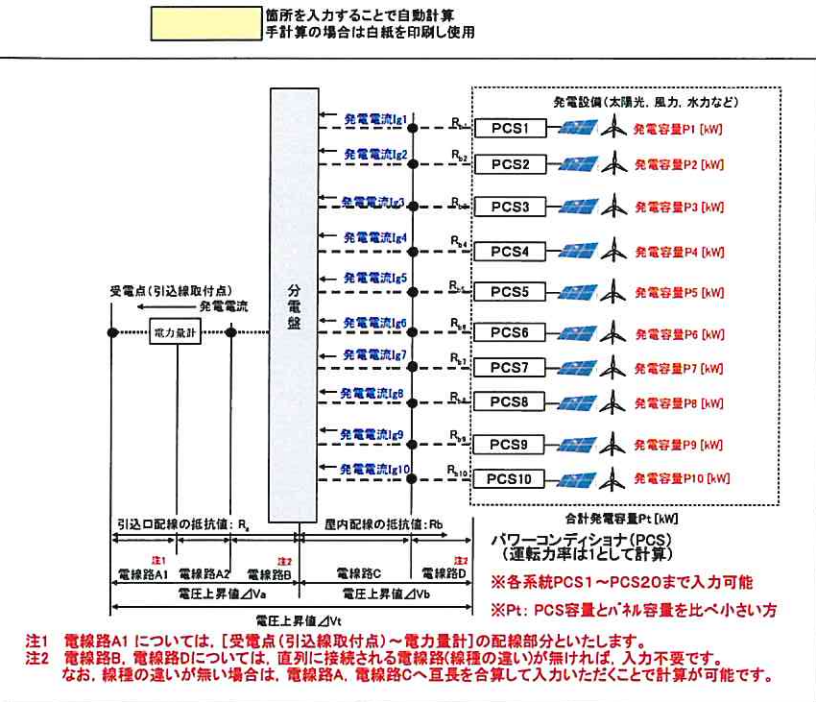 箇所を入力することで自動計算
手計算の場合は白紙を印刷し使用
発電設備(太陽光, 風力, 水力など)
発電電流Ig1 Rb1 PCS1 発電容量P1 [kW]
発電電流Ig2 Rb2 PCS2 発電容量P2 [kW]
発電電流Ig3 PCS3 発電容量P3 [kW]
発電電流Ig4 Rb4 PCS4 発電容量P4 [kW]
発電電流Ig5 PCS5 発電容量P5 [kW]
受電点(引込線取付点)
発電電流
電力量計
分電盤
発電電流Ig6 PCS6 発電容量P6 [kW]
発電電流Ig7 Rb7 PCS7 発電容量P7 [kW]
発電電流Ig8 PCS8 発電容量P8 [kW]
発電電流Ig9 Rb9 PCS9 発電容量P9 [kW]
発電電流Ig10 Rb10 PCS10 発電容量P10 [kW]
合計発電容量Pt [kW]
引込口配線の抵抗値: Ra 屋内配線の抵抗値: Rb
パワーコンディショナ(PCS)
(運転力率は1として計算)
注1 注2 注2
電線路A1 電線路A2 電線路B 電線路C 電線路D
※各系統PCS1~PCS20まで入力可能
電圧上昇値⊿Va 電圧上昇値⊿Vb
※Pt: PCS容量とパネル容量を比べ小さい方
電圧上昇値⊿Vt
注1 電線路A1 については, [受電点(引込線取付点)~電力量計]の配線部分といたします。
注2 電線路B, 電線路Dについては, 直列に接続される電線路(線種の違い)が無ければ, 入力不要です。
なお, 線種の違いが無い場合は, 電線路A, 電線路Cへ亘長を合算して入力いただくことで計算が可能です。